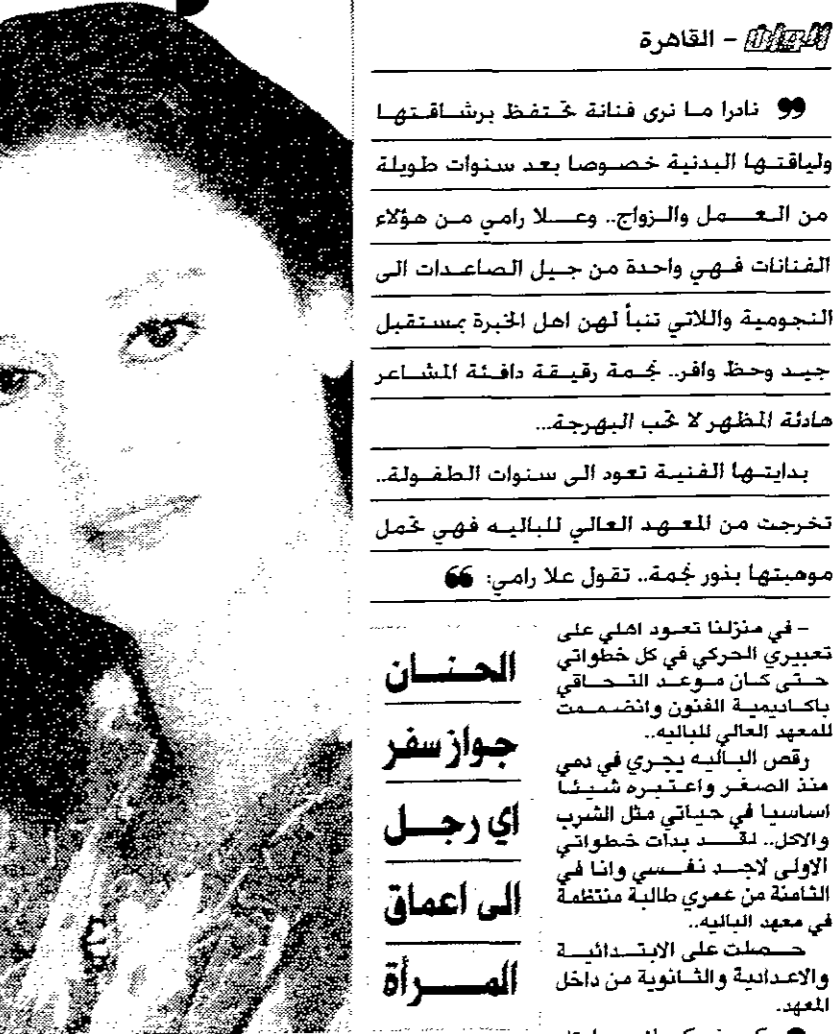 الوان – القاهرة
نادرا ما نرى فنانة تحتفظ برشاقتها
ولياقتها البدنية خصوصا بعد سنوات طويلة
من العمل والزواج.. وعلا رامي من هؤلاء
الفنانات فهي واحدة من جيل الصاعدات الى
النجومية واللاتي تنبأ لهن اهل الخبرة بمستقبل
جيد وحظ وافر.. نجمة رقيقة دافئة المشاعر
هادئة المظهر لا تحب البهرجة...
بدايتها الفنية تعود الى سنوات الطفولة..
تخرجت من المعهد العالي للباليه فهي تحمل
موهبتها بذور نجمة.. تقول علا رامي:
– في منزلنا تعود اهلي على
تعبيري الحركي في كل خطواتي
حتى كان موعد التحاقي
باكاديمية الفنون وانضممت
للمعهد العالي للباليه..
رقص الباليه يجري في دمي
منذ الصغر واعتبره شيئا
اساسيا في حياتي مثل الشرب
والاكل.. لقد بدات خطواتي
الاولى لاجد نفسي وانا في
الثامنة من عمري طالبة منتظمة
في معهد الباليه..
حصلت على الابتدائية
والاعدادية والثانوية من داخل
المعهد.
الحنان
جواز سفر
اي رجل
الى اعماق
المرأة